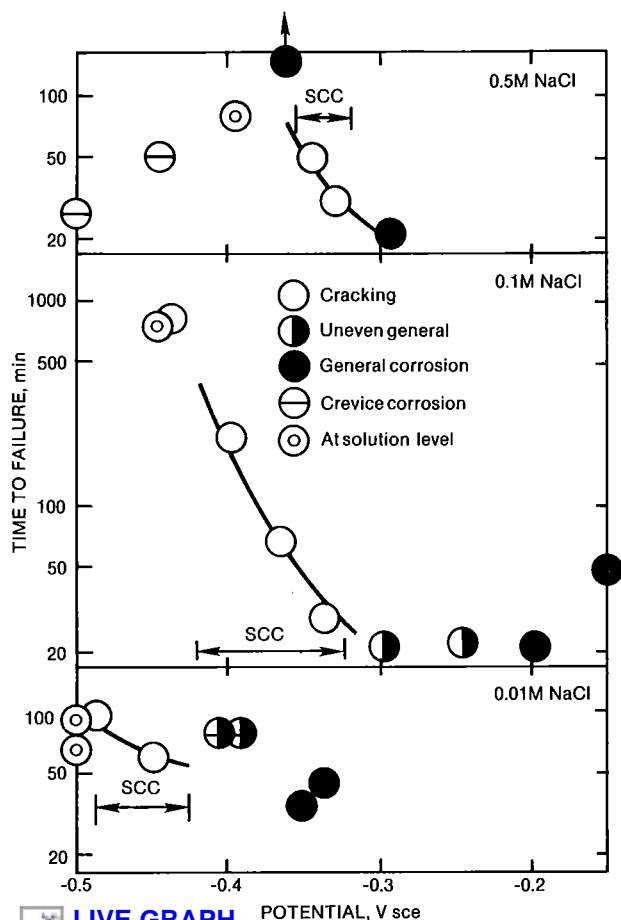 0.5M NaCl
SCC
100
50
20
0.1M NaCl
1000
500
100
50
20
Cracking
Uneven general
General corrosion
Crevice corrosion
At solution level
SCC
TIME TO FAILURE, min
0.01M NaCl
100
50
20
SCC
-0.5
-0.4
-0.3
-0.2
LIVE GRAPH
POTENTIAL, V sce